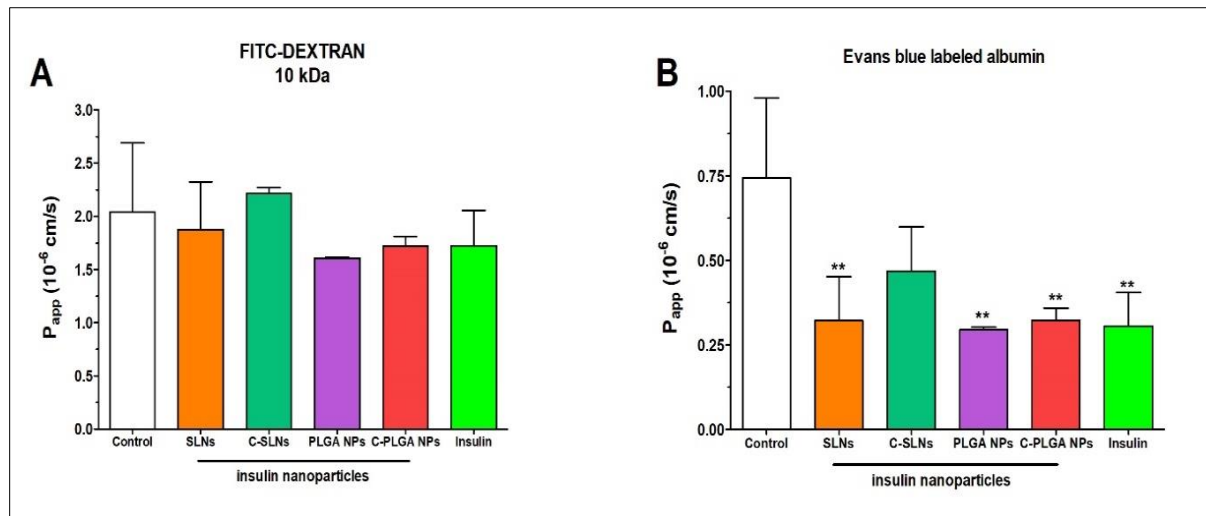 A
FITC-DEXTRAN
10 kDa
Papp (10-6 cm/s)
3.0
2.5
2.0
1.5
1.0
0.5
0.0
Control SLNs C-SLNs PLGA NPs C-PLGA NPs Insulin
insulin nanoparticles
B
Evans blue labeled albumin
Papp (10-6 cm/s)
1.00
0.75
0.50
0.25
0.00
**
**
**
**
Control SLNs C-SLNs PLGA NPs C-PLGA NPs Insulin
insulin nanoparticles